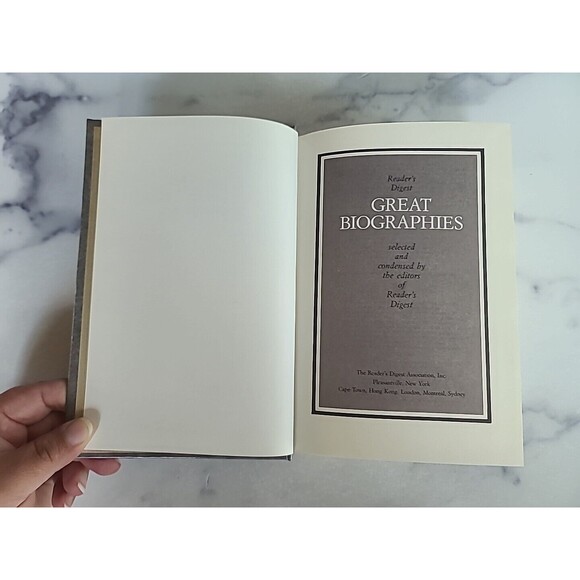 Reader's
Digest
GREAT
BIOGRAPHIES
selected
and
condensed by
the editors
of
Reader's
Digest
The Reader's Digest Association, Inc.
Pleasantville, New York
Cape Town, Hong Kong, London, Montreal, Sydney